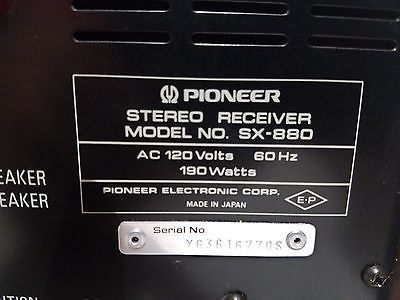 PIONEER
STEREO RECEIVER
MODEL NO. SX-880
AC 120 Volts 60 Hz
190 Watts
PIONEER ELECTRONIC CORP.
MADE IN JAPAN
E·P
EAKER
EAKER
Serial No.
YG3616770S
UTION